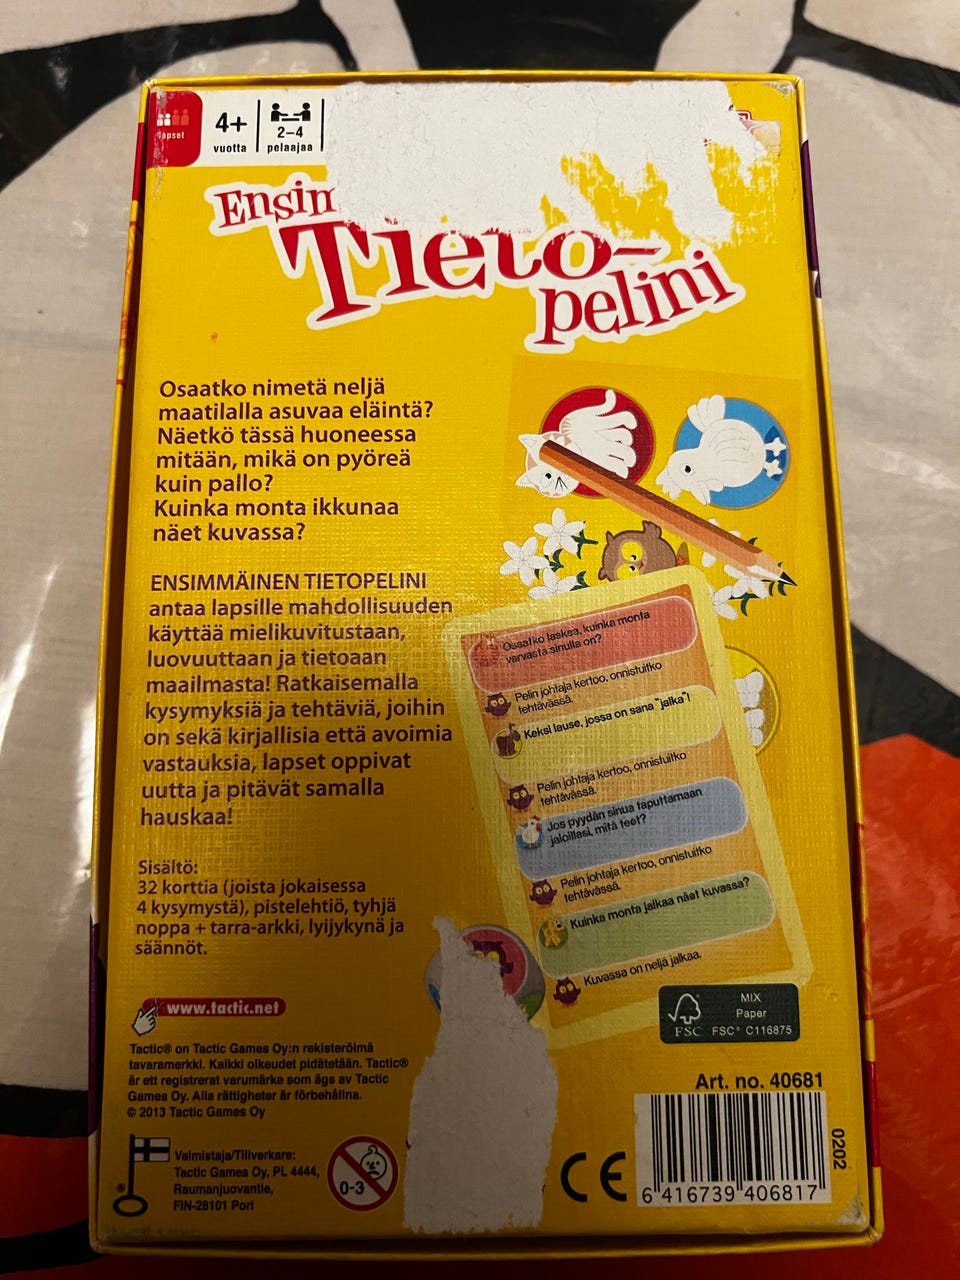 lapset
4+
vuotta
2–4
pelaajaa
Ensim
Tieto-
pelini
Osaatko nimetä neljä
maatilalla asuvaa eläintä?
Näetkö tässä huoneessa
mitään, mikä on pyöreä
kuin pallo?
Kuinka monta ikkunaa
näet kuvassa?
ENSIMMÄINEN TIETOPELINI
antaa lapsille mahdollisuuden
käyttää mielikuvitustaan,
luovuuttaan ja tietoaan
maailmasta! Ratkaisemalla
kysymyksiä ja tehtäviä, joihin
on sekä kirjallisia että avoimia
vastauksia, lapset oppivat
uutta ja pitävät samalla
hauskaa!
Sisältö:
32 korttia (joista jokaisessa
4 kysymystä), pistelehtiö, tyhjä
noppa + tarra-arkki, lyijykynä ja
säännöt.
Osaatko laskea, kuinka monta
varvasta sinulla on?
Pelin johtaja kertoo, onnistuitko
tehtävässä.
Keksi lause, jossa on sana "jalka"!
Pelin johtaja kertoo, onnistuitko
tehtävässä.
Jos pyydän sinua taputtamaan
jaloillasi, mitä teet?
Pelin johtaja kertoo, onnistuitko
tehtävässä.
Kuinka monta jalkaa näet kuvassa?
Kuvassa on neljä jalkaa.
www.tactic.net
Tactic® on Tactic Games Oy:n rekisteröimä
tavaramerkki. Kaikki oikeudet pidätetään. Tactic®
är ett registrerat varumärke som ägs av Tactic
Games Oy. Alla rättigheter är förbehållna.
© 2013 Tactic Games Oy
Valmistaja/Tillverkare:
Tactic Games Oy, PL 4444,
Raumanjuovantie,
FIN-28101 Pori
0-3
FSC
MIX
Paper
FSC® C116875
Art. no. 40681
0202
CE
6 416739 406817